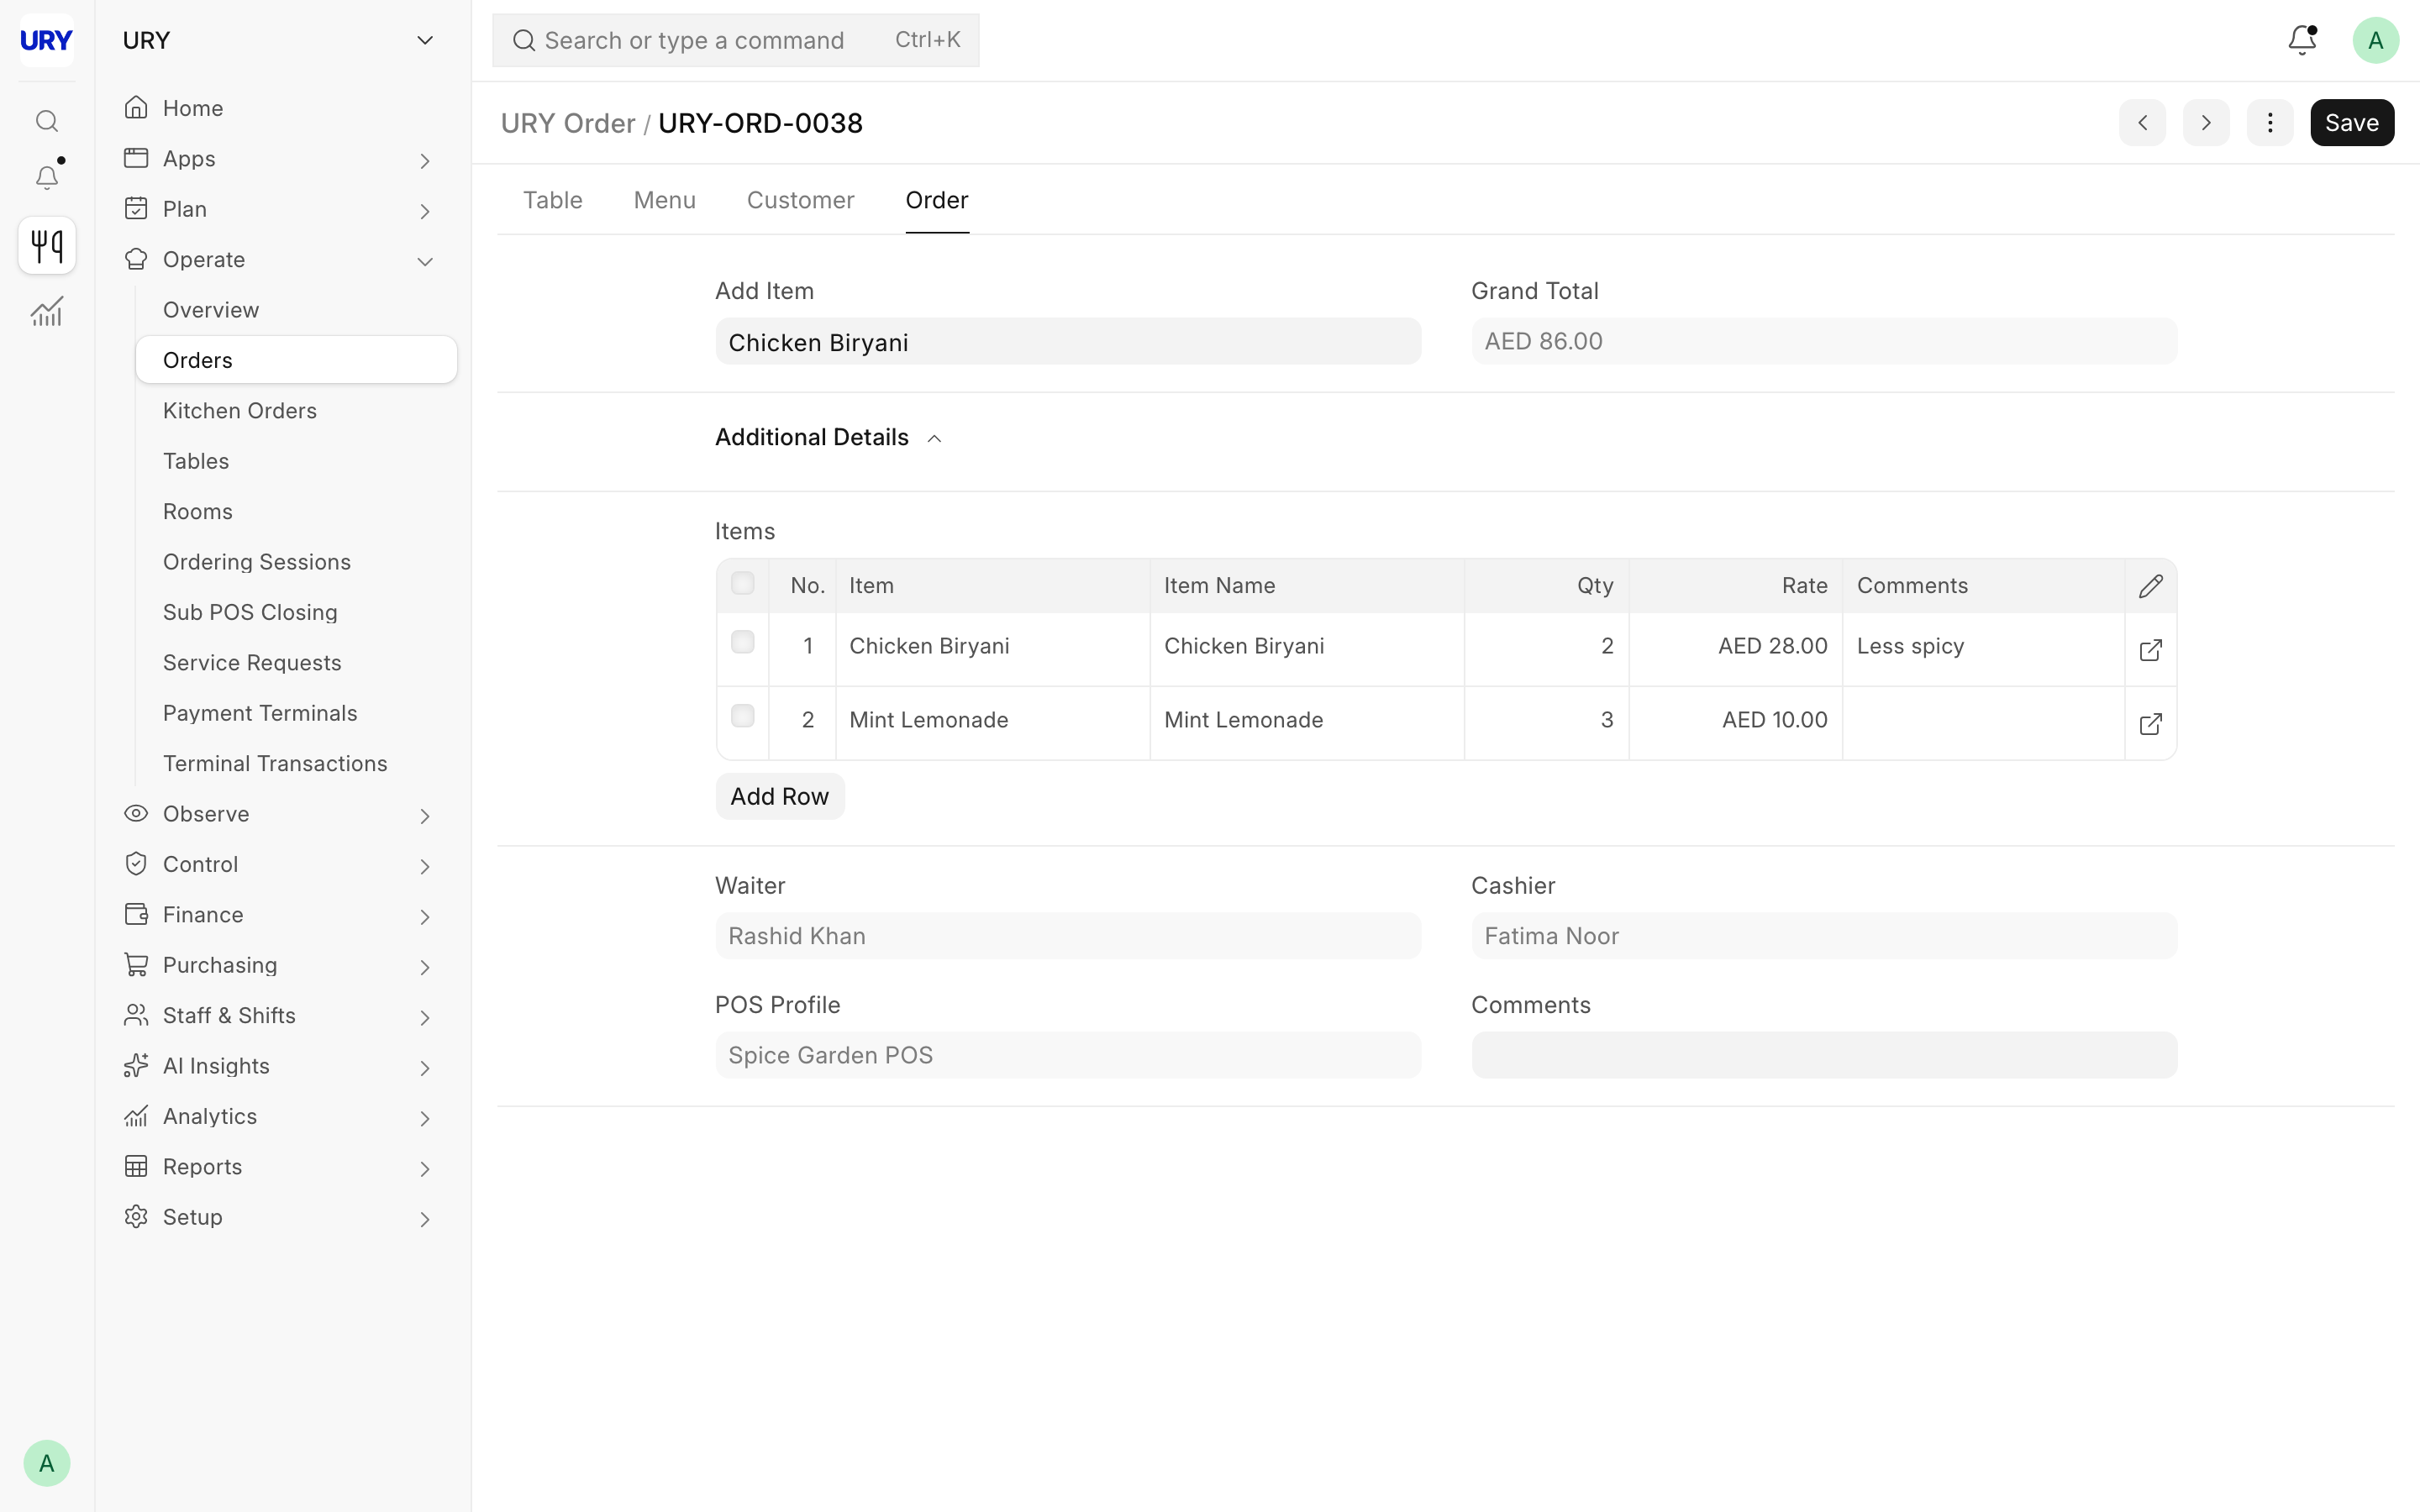 URY
URY
Search or type a command
Ctrl+K
A
Home
Apps
Plan
Operate
Overview
Orders
Kitchen Orders
Tables
Rooms
Ordering Sessions
Sub POS Closing
Service Requests
Payment Terminals
Terminal Transactions
Observe
Control
Finance
Purchasing
Staff & Shifts
AI Insights
Analytics
Reports
Setup
A
URY Order / URY-ORD-0038
Save
Table Menu Customer Order
Add Item
Chicken Biryani
Grand Total
AED 86.00
Additional Details
Items
No. Item Item Name Qty Rate Comments
1 Chicken Biryani Chicken Biryani 2 AED 28.00 Less spicy
2 Mint Lemonade Mint Lemonade 3 AED 10.00
Add Row
Waiter
Rashid Khan
Cashier
Fatima Noor
POS Profile
Spice Garden POS
Comments